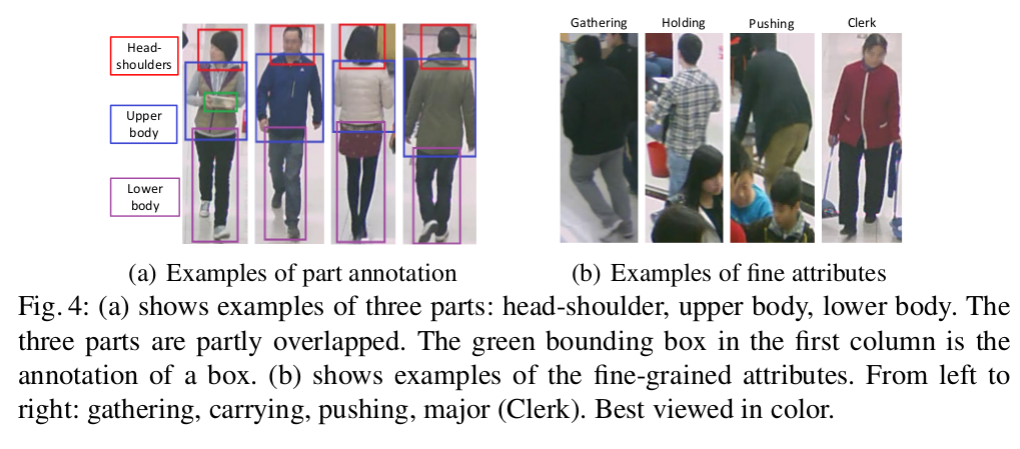 Head-
shoulders
Upper
body
Lower
body
Gathering Holding Pushing Clerk
(a) Examples of part annotation
(b) Examples of fine attributes
Fig. 4: (a) shows examples of three parts: head-shoulder, upper body, lower body. The
three parts are partly overlapped. The green bounding box in the first column is the
annotation of a box. (b) shows examples of the fine-grained attributes. From left to
right: gathering, carrying, pushing, major (Clerk). Best viewed in color.